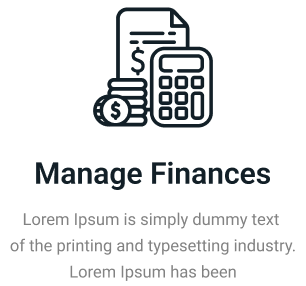 $
$
Manage Finances
Lorem Ipsum is simply dummy text
of the printing and typesetting industry.
Lorem Ipsum has been